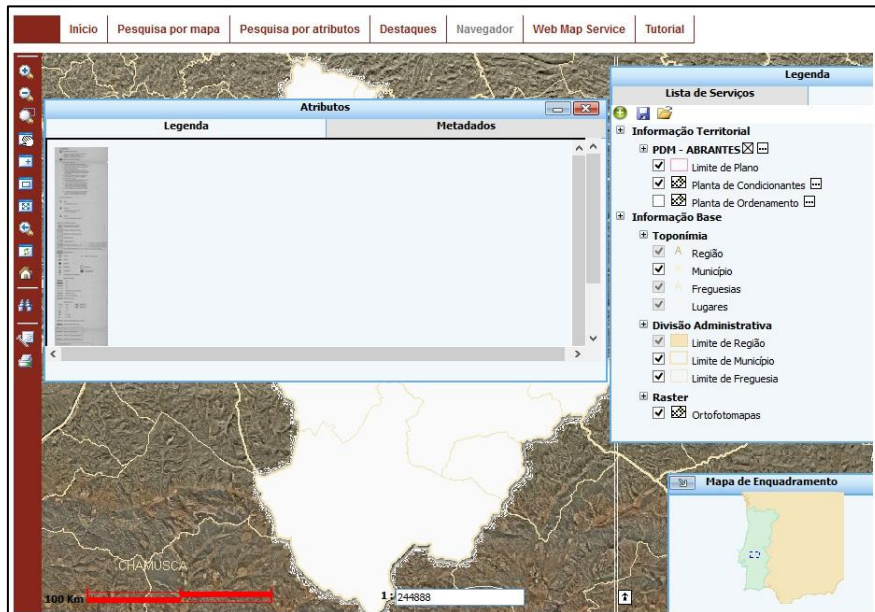 Início Pesquisa por mapa Pesquisa por atributos Destaques Navegador Web Map Service Tutorial
Legenda
Lista de Serviços
Atributos
Legenda Metadados
Informação Territorial
PDM - ABRANTES
Limite de Plano
Planta de Condicionantes
Planta de Ordenamento
Informação Base
Toponímia
A Região
A Município
A Freguesias
Lugares
Divisão Administrativa
Limite de Região
Limite de Município
Limite de Freguesia
Raster
Ortofotomapas
Mapa de Enquadramento
CHAMUSCA
100 Km
1 : 244888